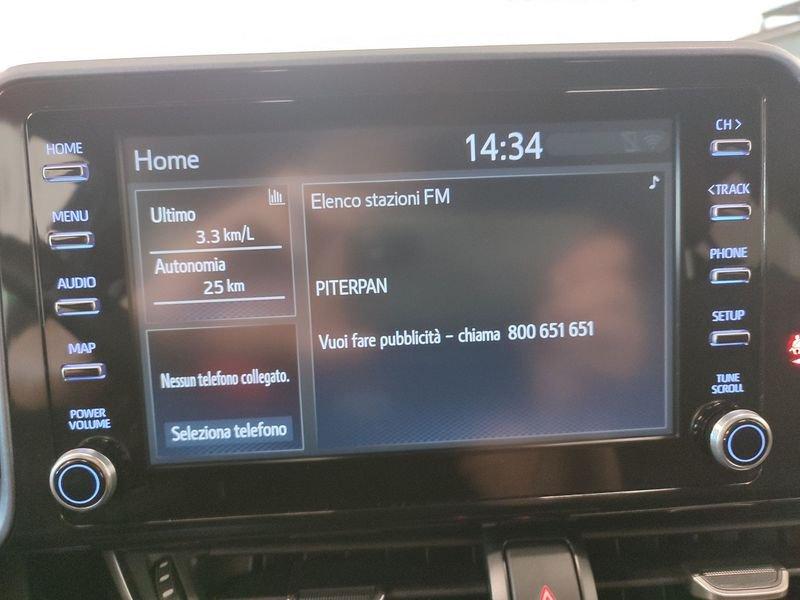 HOME
MENU
AUDIO
MAP
POWER
VOLUME
Home
14:34
Ultimo
3.3 km/L
Autonomia
25 km
Nessun telefono collegato.
Seleziona telefono
Elenco stazioni FM
PITERPAN
Vuoi fare pubblicità - chiama 800 651 651
CH >
<TRACK
PHONE
SETUP
TUNE
SCROLL